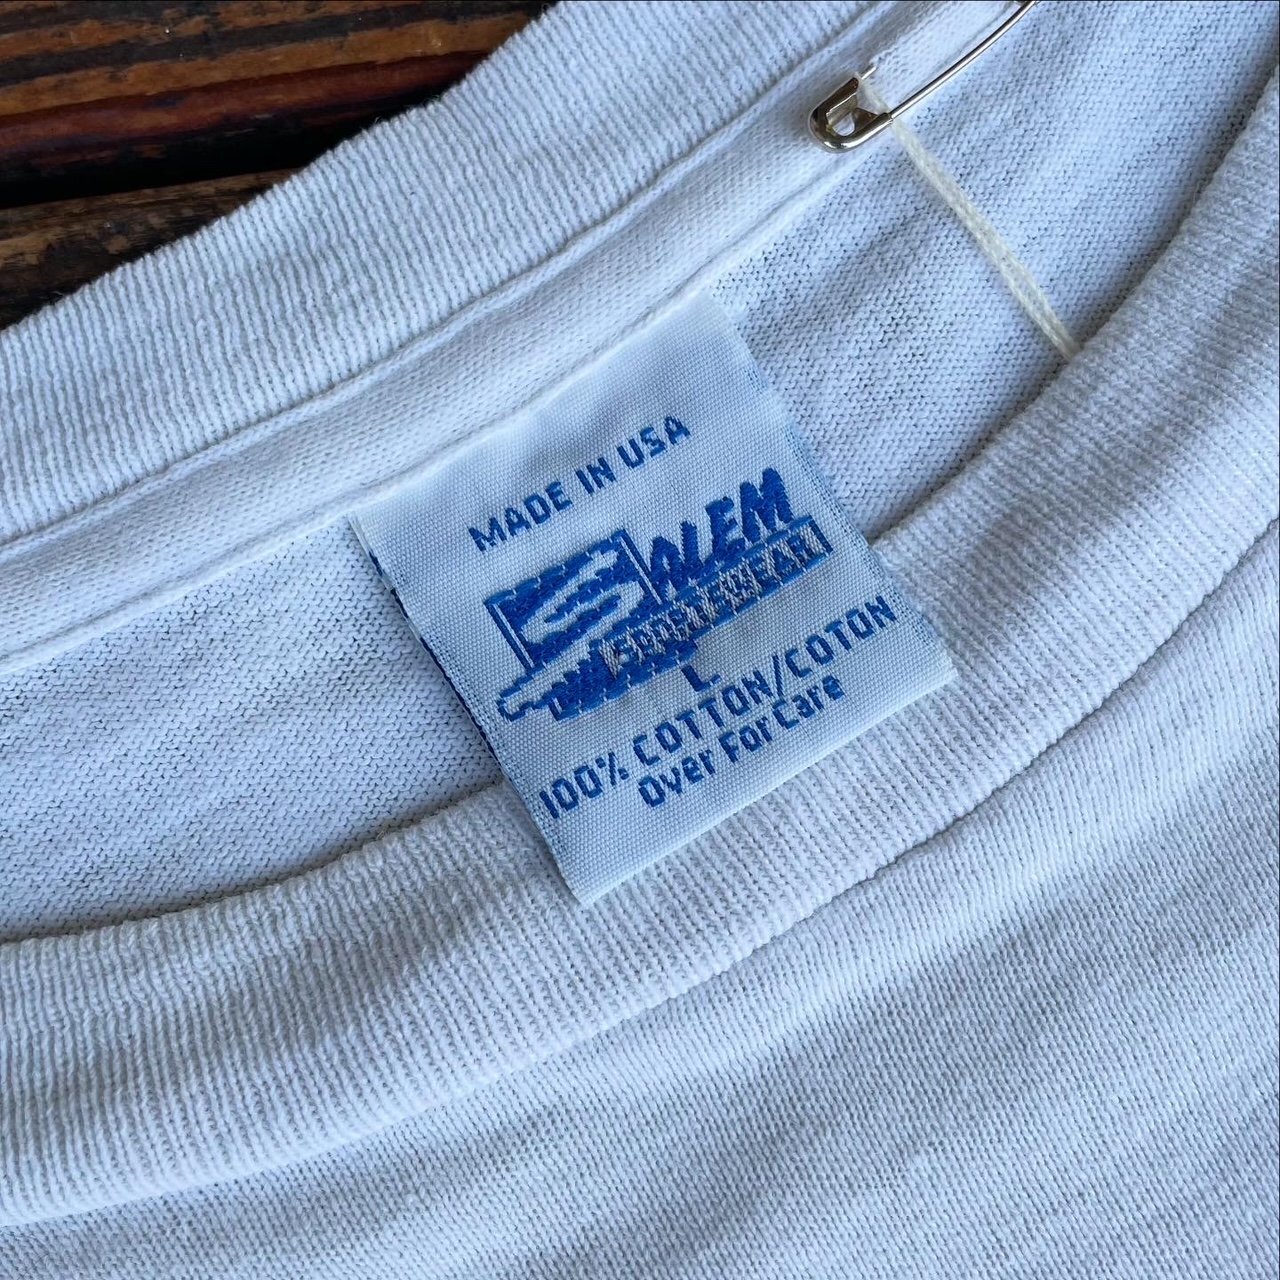 MADE IN USA
SALEM
SPORTSWEAR
L
100% COTTON/COTON
Over For Care